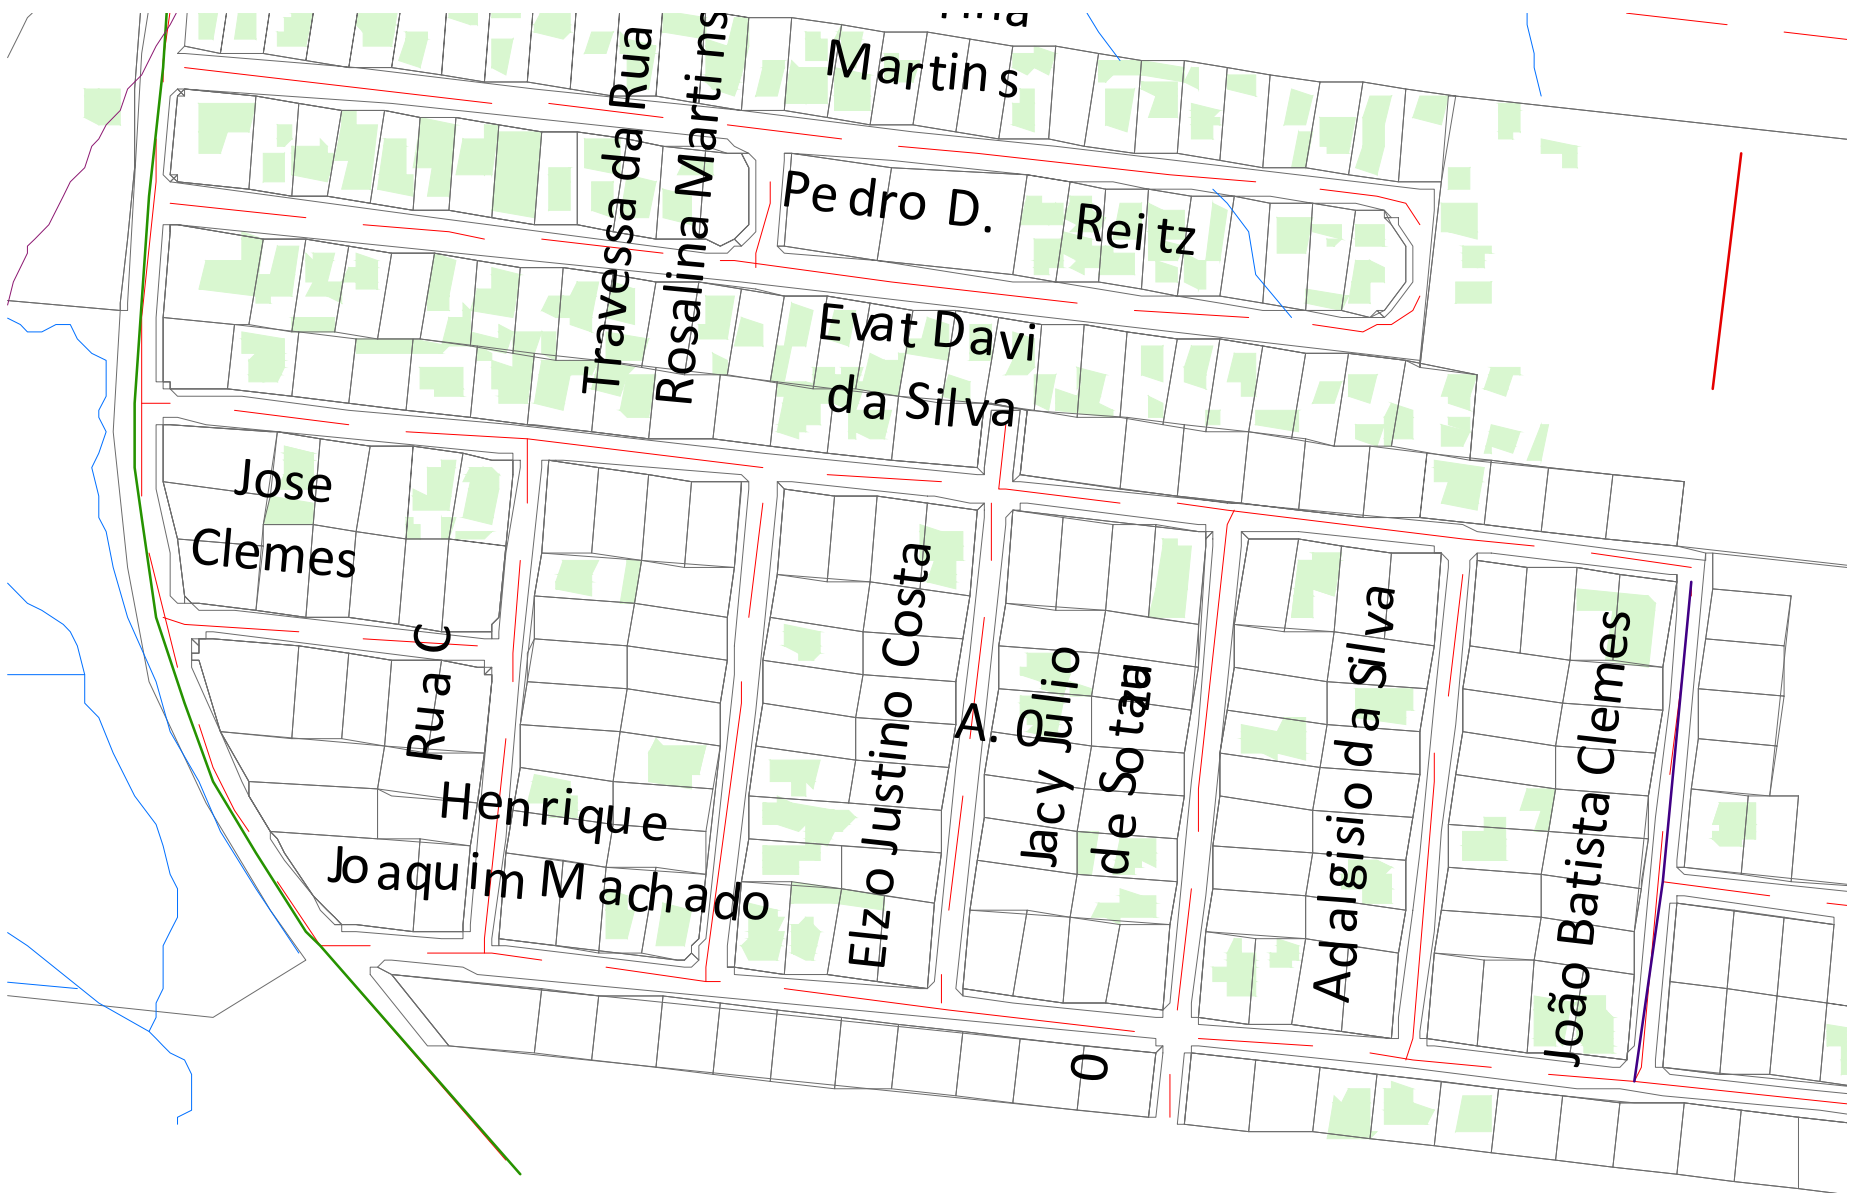 Martins
Travessa da Rua
Rosalina Martins
Pedro D.
Reitz
Evat Davi
da Silva
Jose
Clemes
Rua C
Henrique
Joaquim Machado
Elzo Justino Costa
A. O
Jacy Julio
de Sotau
Adalgisio da Silva
João Batista Clemes
O